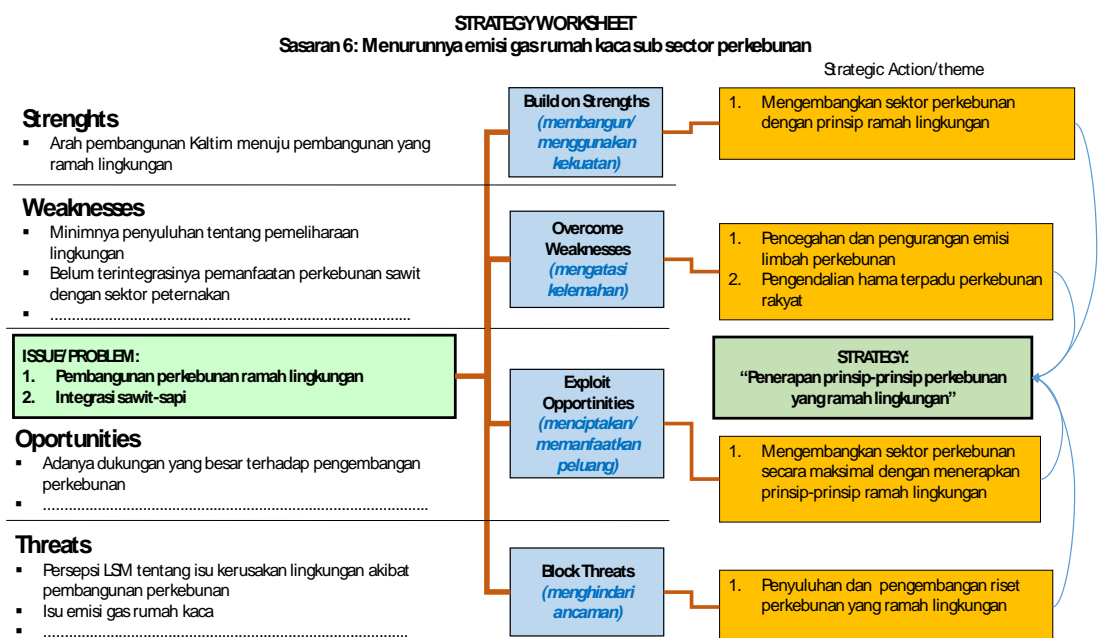 STRATEGY WORKSHEET
Sasaran 6: Menurunnya emisi gas rumah kaca sub sector perkebunan
Strategic Action/theme
Strenghts
▪ Arah pembangunan Kaltim menuju pembangunan yang
ramah lingkungan
Build on Strengths
(membangun/
menggunakan
kekuatan)
1. Mengembangkan sektor perkebunan
dengan prinsip ramah lingkungan
Weaknesses
▪ Minimnya penyuluhan tentang pemeliharaan
lingkungan
▪ Belum terintegrasinya pemanfaatan perkebunan sawit
dengan sektor peternakan
▪ ....................................................................................
Overcome
Weaknesses
(mengatasi
kelemahan)
1. Pencegahan dan pengurangan emisi
limbah perkebunan
2. Pengendalian hama terpadu perkebunan
rakyat
ISSUE/PROBLEM:
1. Pembangunan perkebunan ramah lingkungan
2. Integrasi sawit-sapi
STRATEGY:
“Penerapan prinsip-prinsip perkebunan
yang ramah lingkungan”
Oportunities
▪ Adanya dukungan yang besar terhadap pengembangan
perkebunan
▪ ..........................................................................................
Exploit
Opportinities
(menciptakan/
memanfaatkan
peluang)
1. Mengembangkan sektor perkebunan
secara maksimal dengan menerapkan
prinsip-prinsip ramah lingkungan
Threats
▪ Persepsi LSM tentang isu kerusakan lingkungan akibat
pembangunan perkebunan
▪ Isu emisi gas rumah kaca
▪ .....................................................................................
Block Threats
(menghindari
ancaman)
1. Penyuluhan dan pengembangan riset
perkebunan yang ramah lingkungan